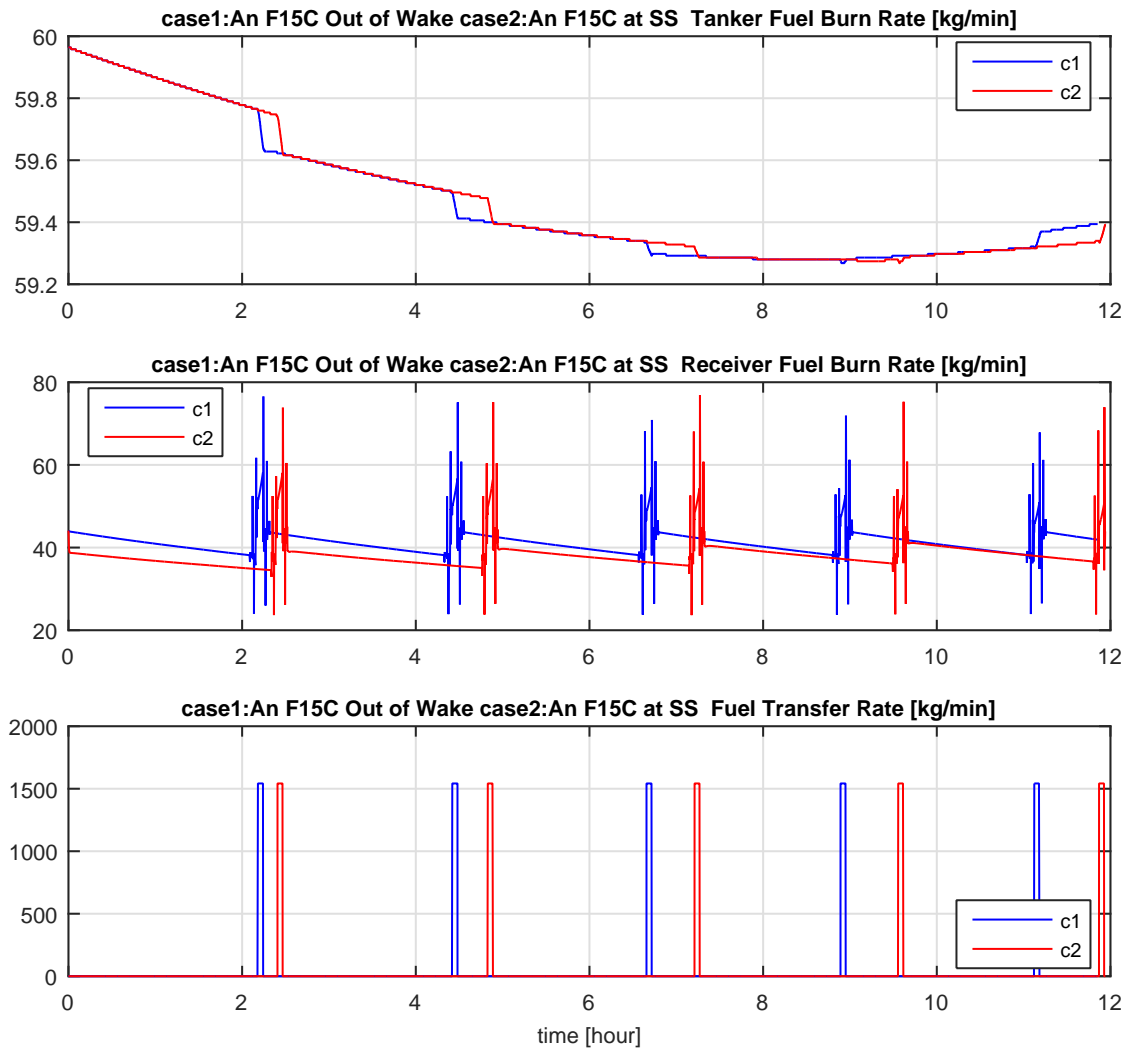 case1:An F15C Out of Wake case2:An F15C at SS  Tanker Fuel Burn Rate [kg/min]
60
59.8
59.6
59.4
59.2
c1
c2
0 2 4 6 8 10 12
case1:An F15C Out of Wake case2:An F15C at SS  Receiver Fuel Burn Rate [kg/min]
80
60
40
20
c1
c2
0 2 4 6 8 10 12
case1:An F15C Out of Wake case2:An F15C at SS  Fuel Transfer Rate [kg/min]
2000
1500
1000
500
0
c1
c2
0 2 4 6 8 10 12
time [hour]